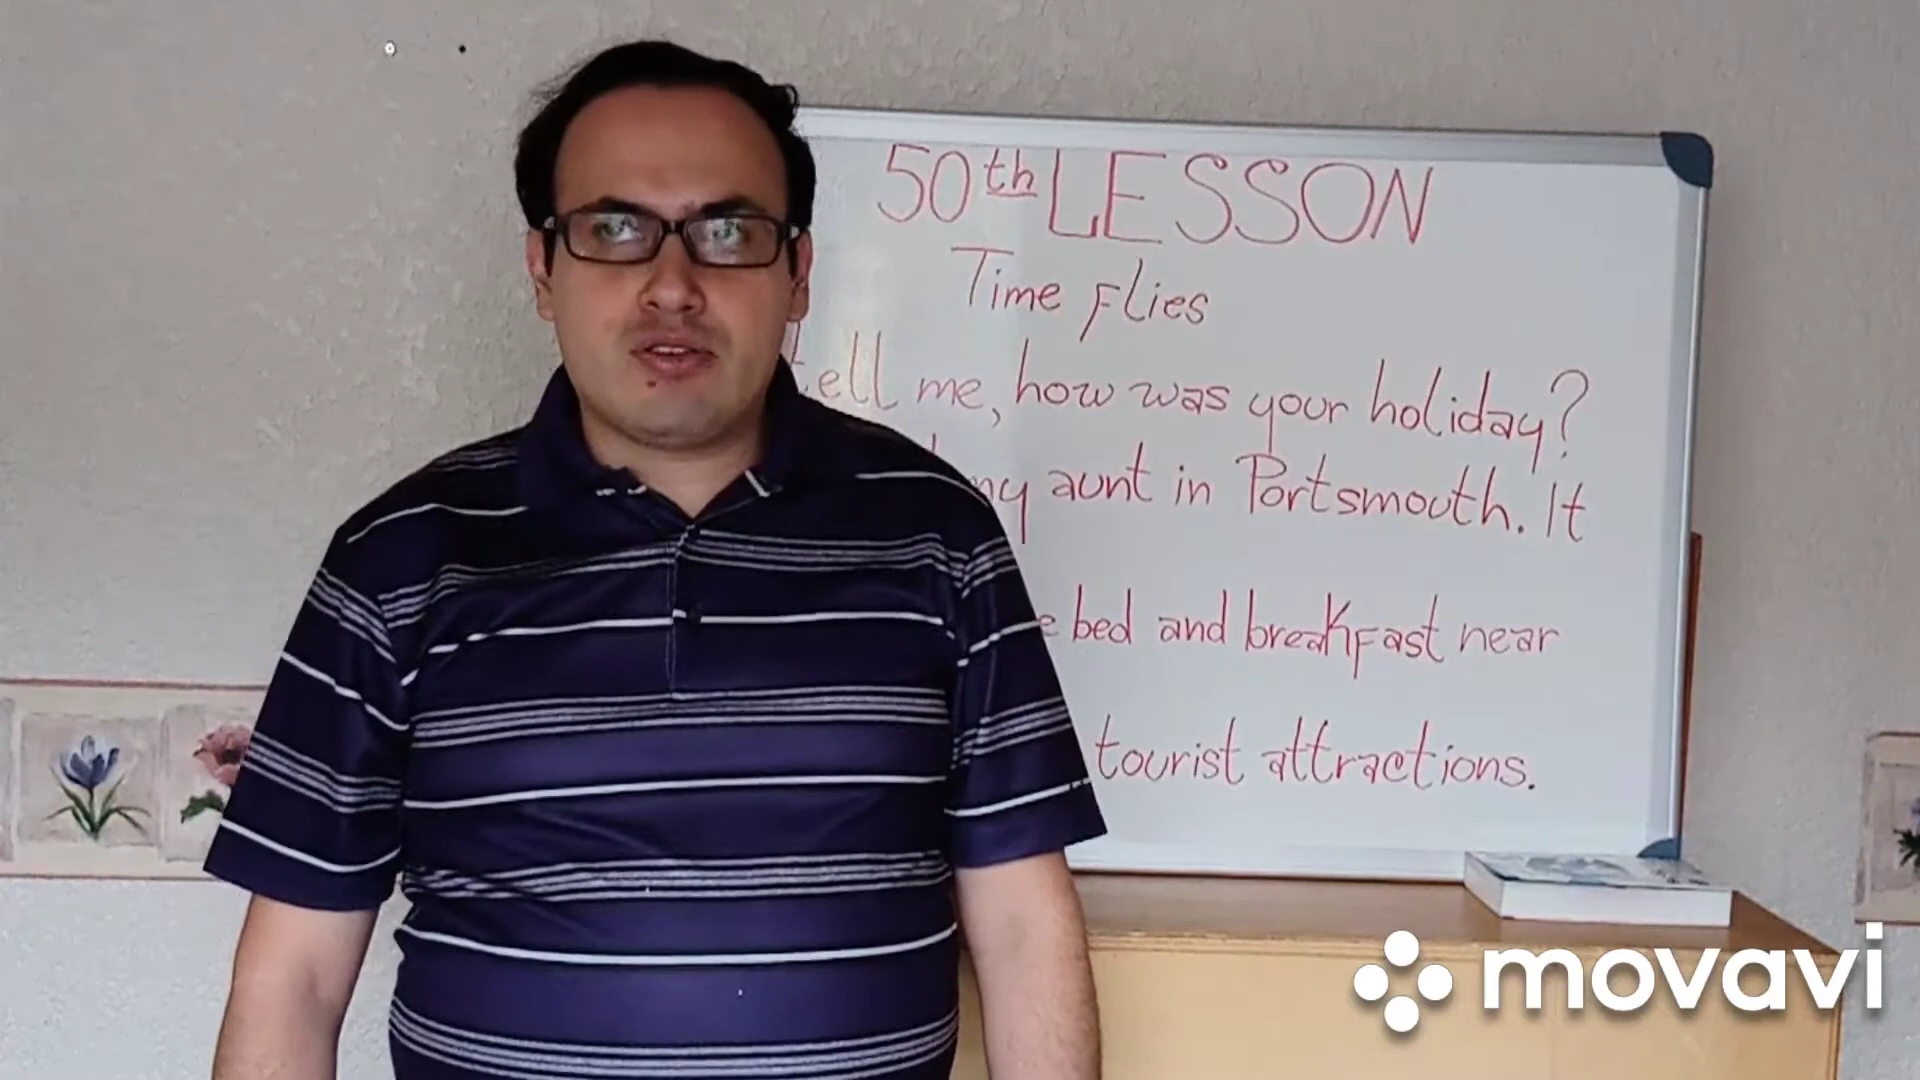 50th LESSON
Time flies
tell me, how was your holiday?
my aunt in Portsmouth. It
bed and breakfast near
tourist attractions.
movavi